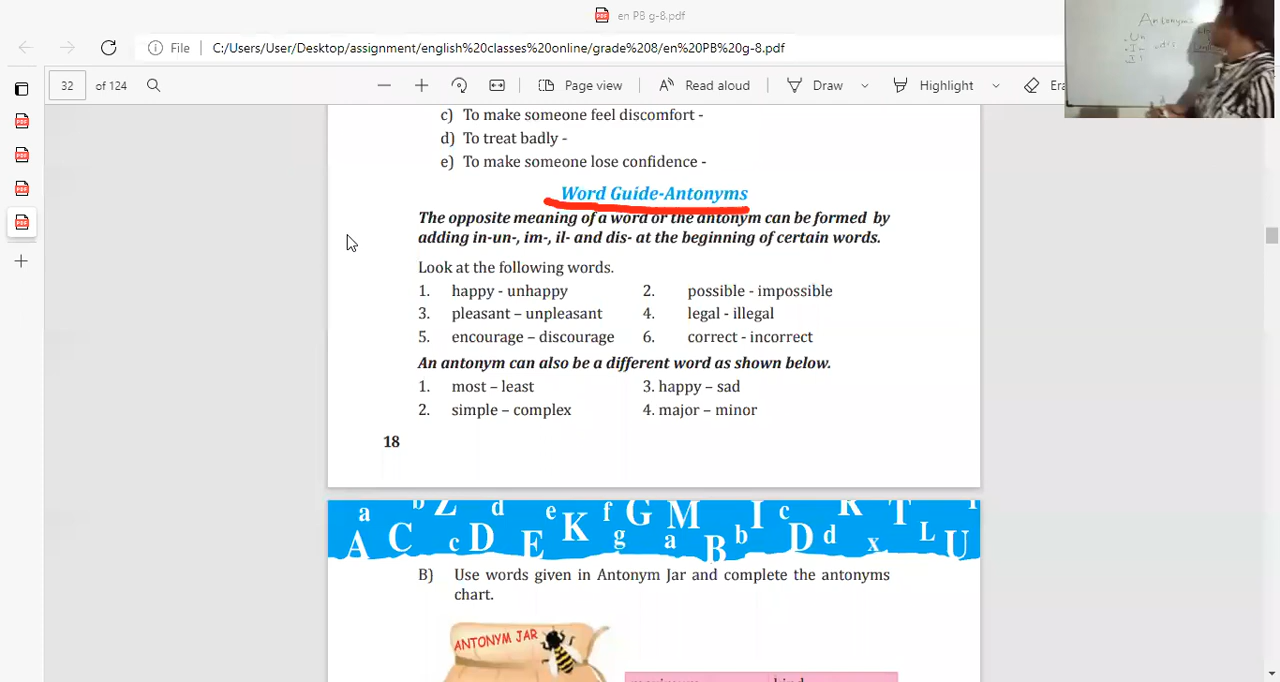 en PB g-8.pdf
File C:/Users/User/Desktop/assignment/english%20classes%20online/grade%208/en%20PB%20g-8.pdf
32 of 124 Page view Read aloud Draw Highlight Era
Antonyms
c) To make someone feel discomfort -
d) To treat badly -
e) To make someone lose confidence -
Word Guide-Antonyms
The opposite meaning of a word or the antonym can be formed by
adding in-un-, im-, il- and dis- at the beginning of certain words.
Look at the following words.
1. happy - unhappy 2. possible - impossible
3. pleasant – unpleasant 4. legal - illegal
5. encourage – discourage 6. correct - incorrect
An antonym can also be a different word as shown below.
1. most – least 3. happy – sad
2. simple – complex 4. major – minor
18
a b Z d e K f G M I c R T
A C c D E g a B b D d x L U
B) Use words given in Antonym Jar and complete the antonyms
chart.
ANTONYM JAR